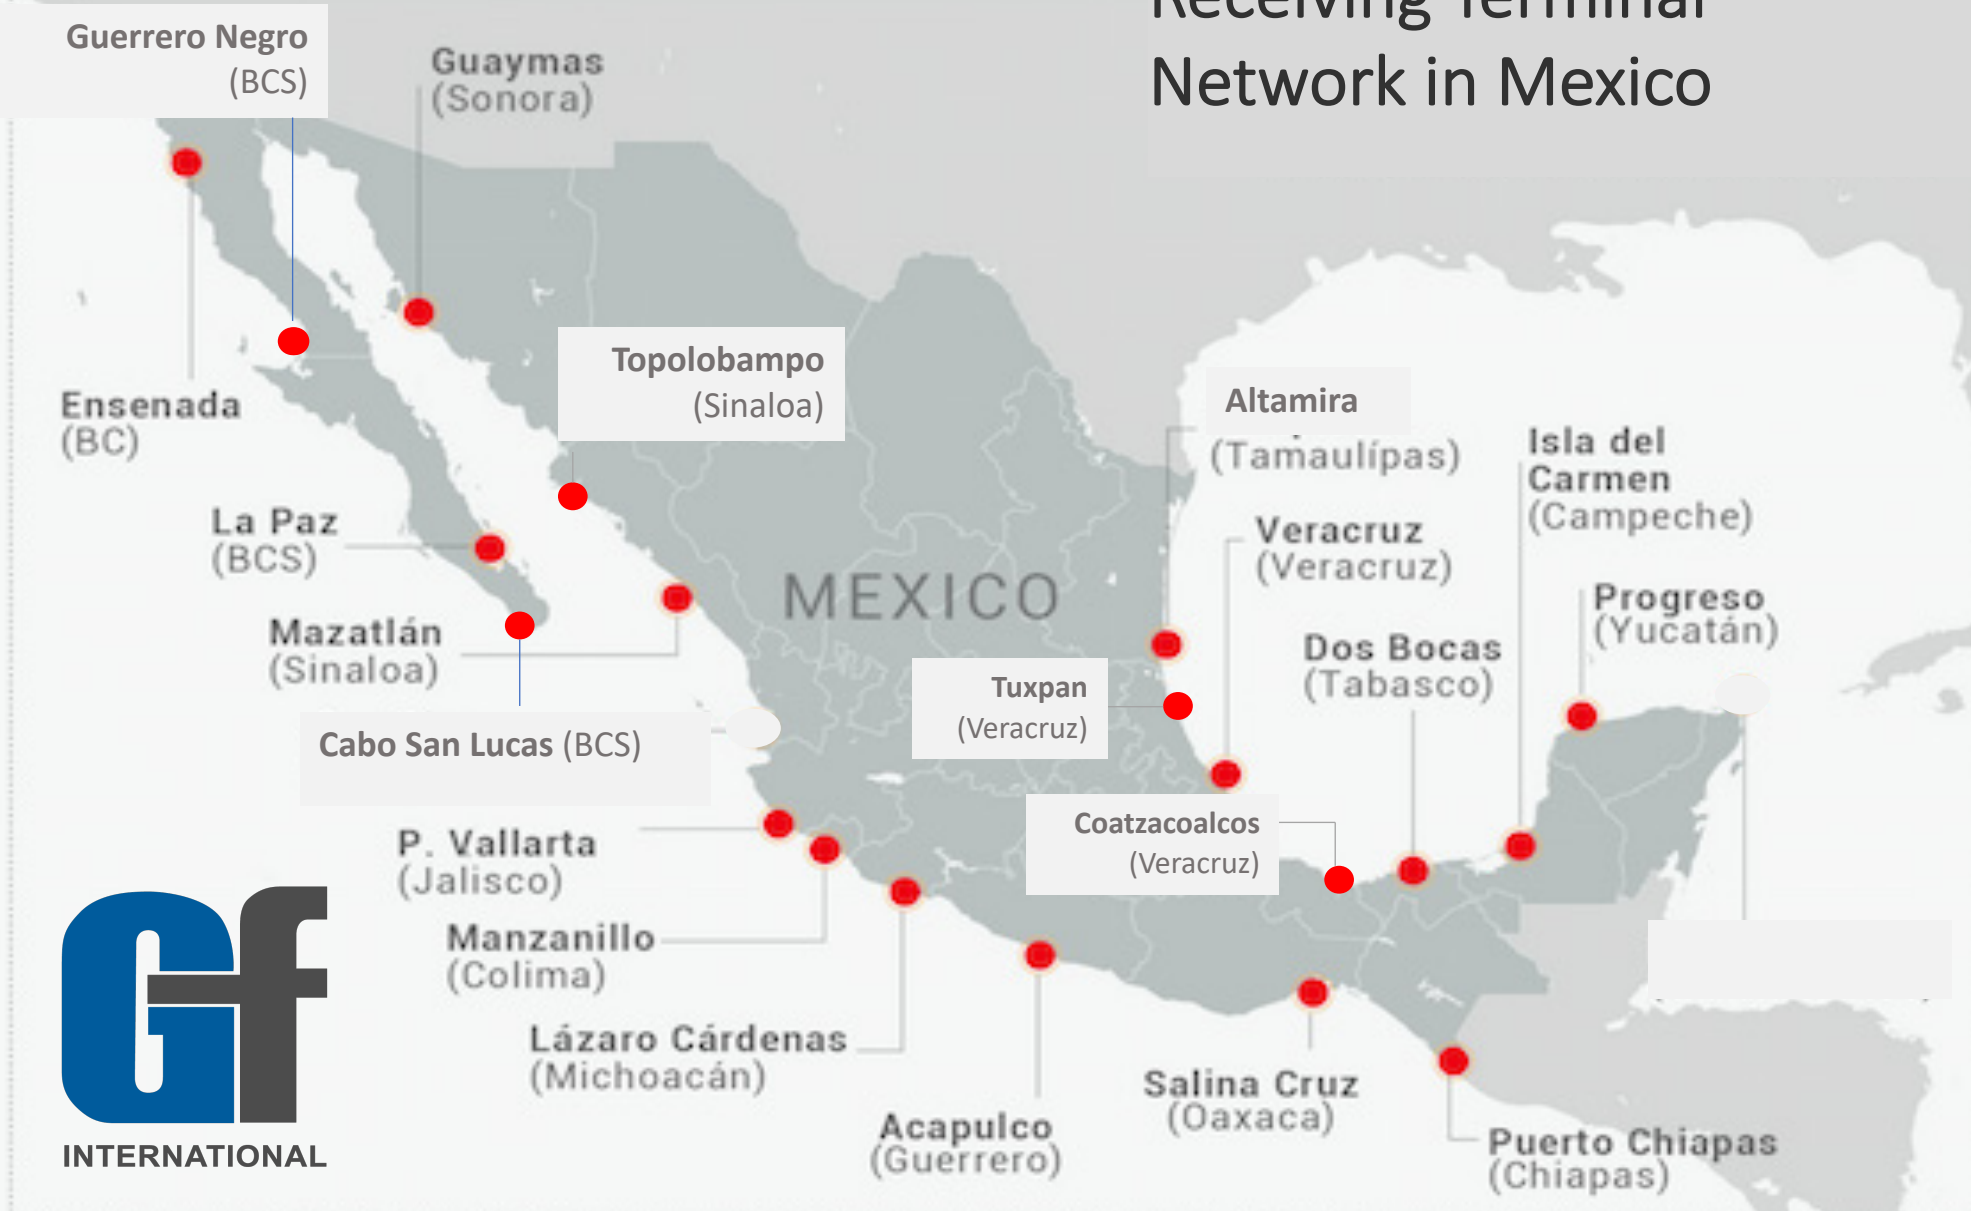 Receiving Terminal
Network in Mexico
Guerrero Negro
(BCS)
Guaymas
(Sonora)
Ensenada
(BC)
Topolobampo
(Sinaloa)
Altamira
(Tamaulípas)
Isla del
Carmen
(Campeche)
La Paz
(BCS)
Veracruz
(Veracruz)
MEXICO
Progreso
(Yucatán)
Mazatlán
(Sinaloa)
Dos Bocas
(Tabasco)
Tuxpan
(Veracruz)
Cabo San Lucas (BCS)
Coatzacoalcos
(Veracruz)
P. Vallarta
(Jalisco)
Manzanillo
(Colima)
Lázaro Cárdenas
(Michoacán)
Acapulco
(Guerrero)
Salina Cruz
(Oaxaca)
Puerto Chiapas
(Chiapas)
Gf
INTERNATIONAL